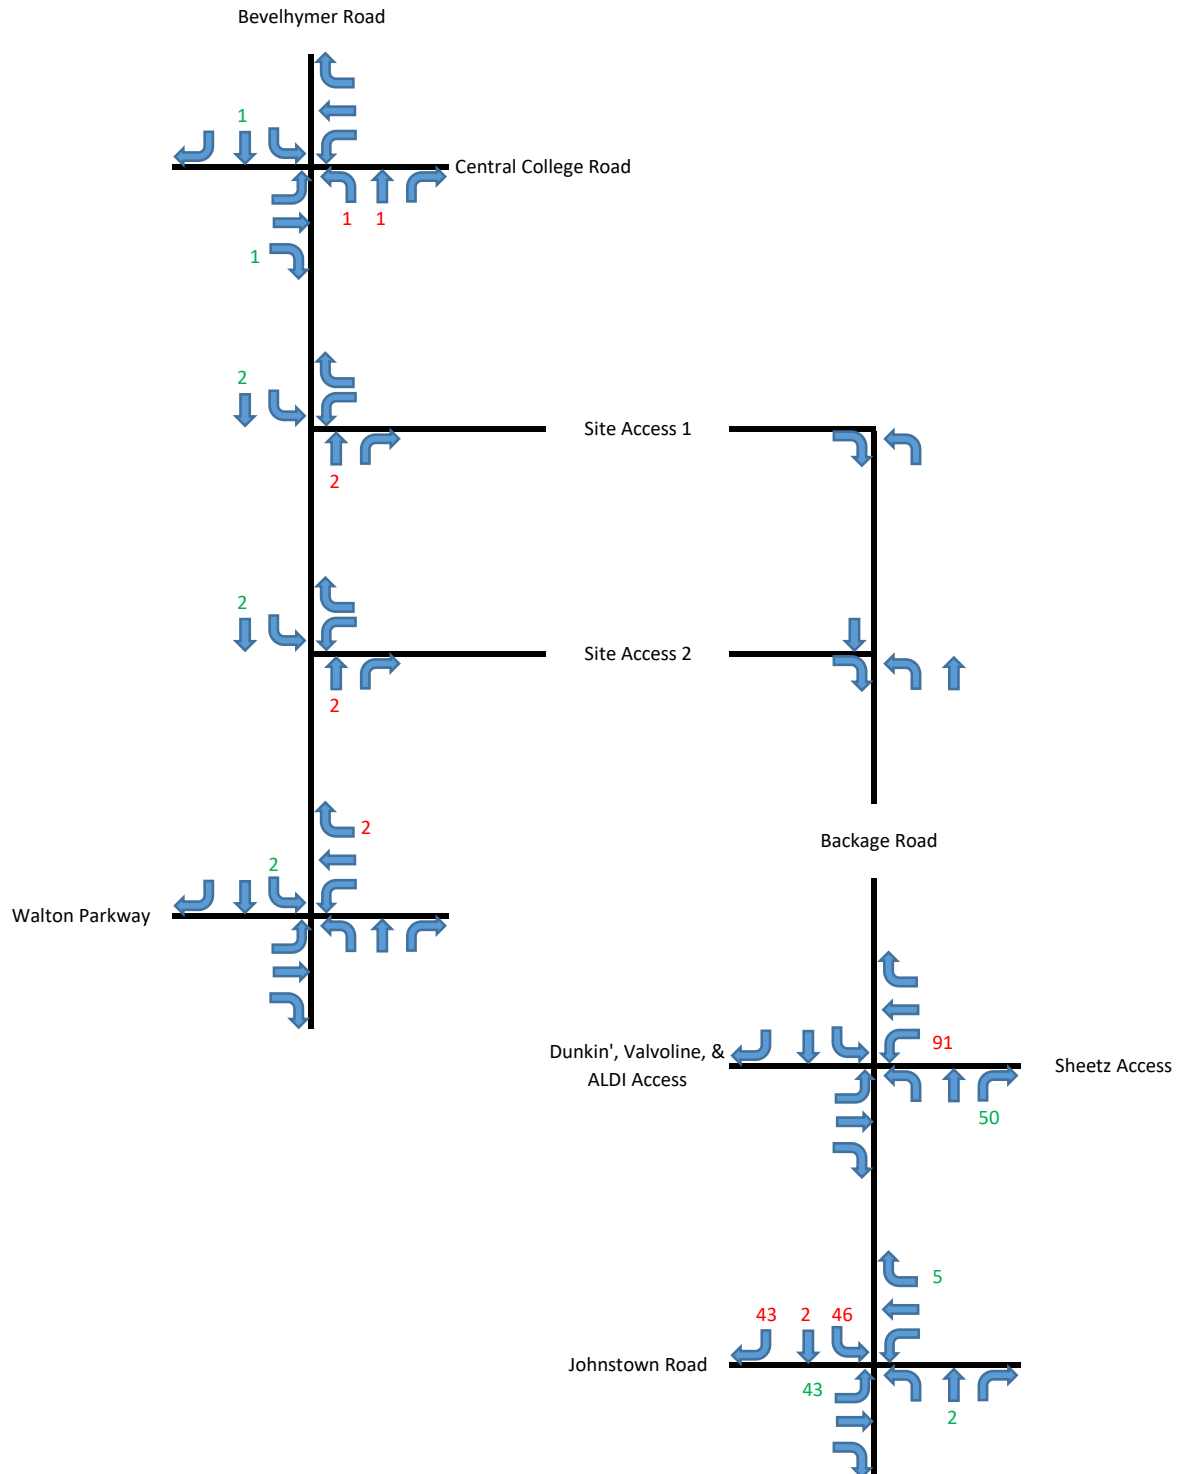 Bevelhymer Road
1
Central College Road
1 1
1
2
Site Access 1
2
2
Site Access 2
2
2
Backage Road
2
Walton Parkway
91
Dunkin', Valvoline, &
ALDI Access
Sheetz Access
50
5
43 2 46
Johnstown Road
43
2